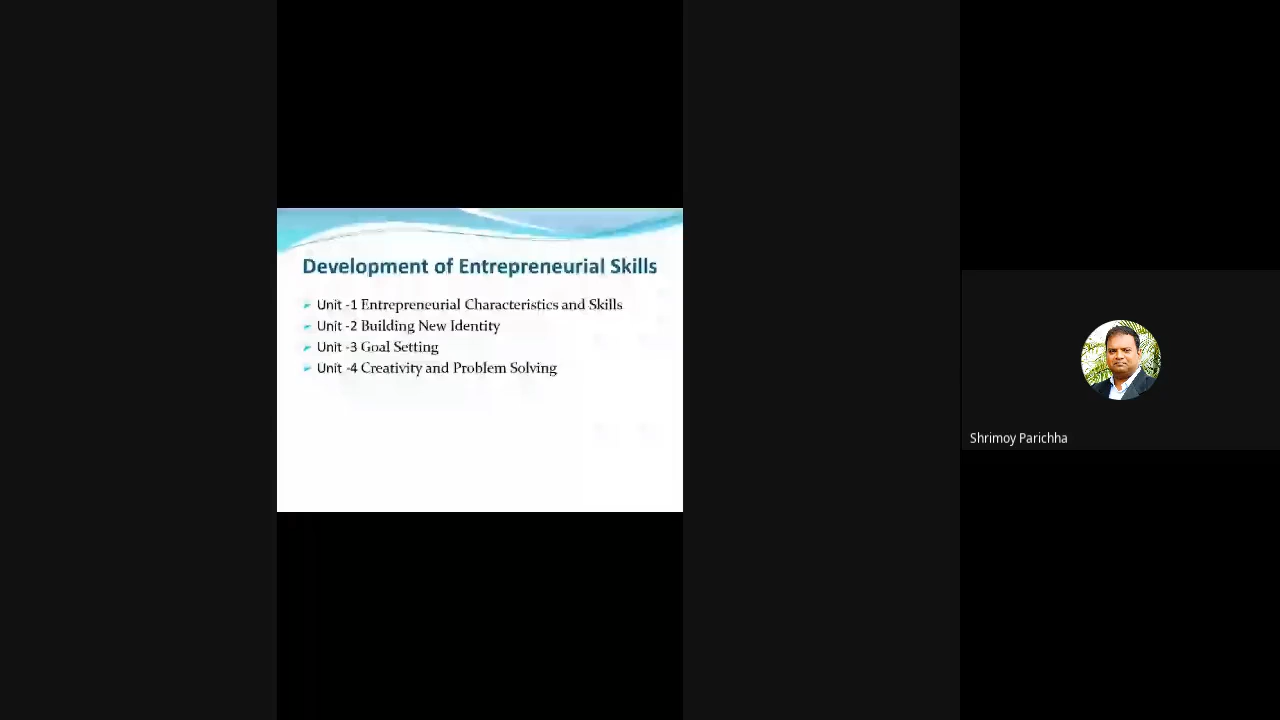 Development of Entrepreneurial Skills
Unit -1 Entrepreneurial Characteristics and Skills
Unit -2 Building New Identity
Unit -3 Goal Setting
Unit -4 Creativity and Problem Solving
Shrimoy Parichha